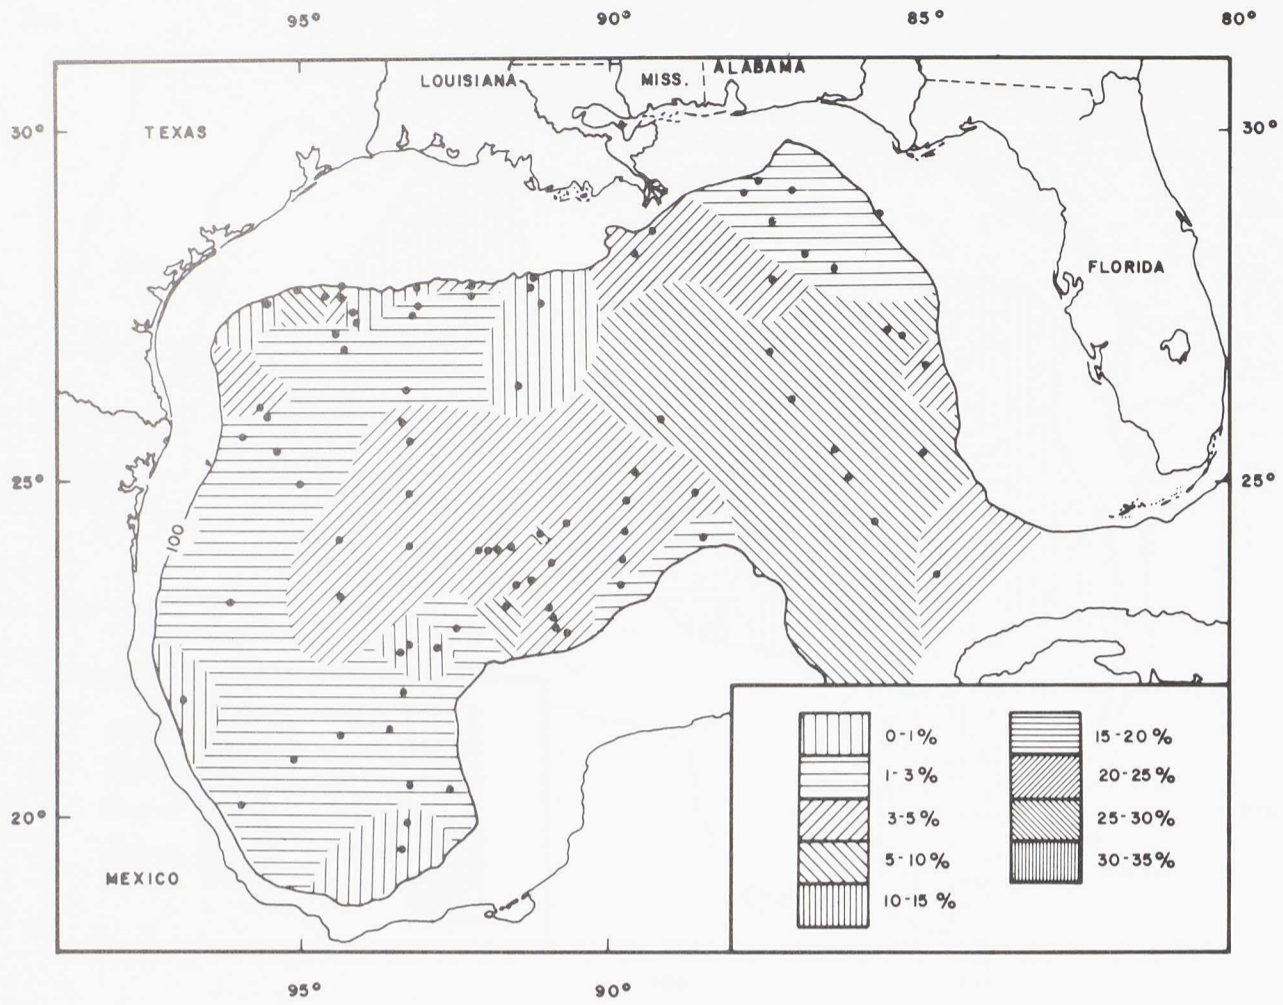 95° 90° 85° 80°
LOUISIANA MISS. ALABAMA
30° TEXAS 30°
FLORIDA
25° 25°
100
0-1% 15-20%
1-3% 20-25%
3-5% 25-30%
5-10% 30-35%
10-15%
20°
MEXICO
95° 90°